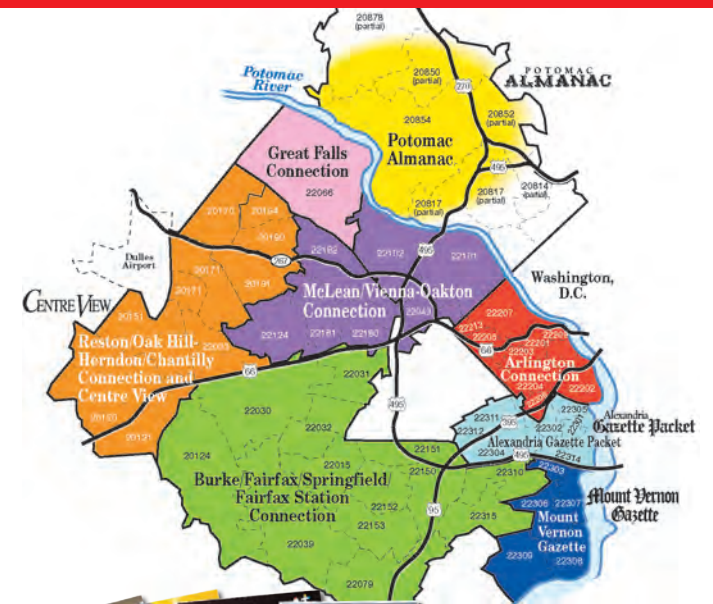 20878
(partial)
20850
(partial)
POTOMAC
ALMANAC
Potomac
River
270
20854
20852
(partial)
Potomac
Almanac
Great Falls
Connection
495
22066
20817
(partial)
20817
(partial)
20814
(partial)
20170
20194
20190
22182
22102
495
22101
Dulles
Airport
267
20171
20191
Washington,
D.C.
CENTRE VIEW
McLean/Vienna-Oakton
Connection
22043
22207
20151
22213
22205
22201
22209
22203
66
Reston/Oak Hill-
Herndon/Chantilly
Connection and
Centre View
22124
22181
22180
Arlington
Connection
22204
22202
22206
66
22031
20120
20121
22030
495
22311
395
22305
22301
Alexandria
Gazette Packet
22032
22312
22302
Alexandria Gazette Packet
20124
22151
22304
495
22314
22015
22150
22310
22303
Burke/Fairfax/Springfield/
Fairfax Station
Connection
22152
95
22315
22306
22307
Mount Vernon
Gazette
22153
Mount
Vernon
Gazette
22039
22309
22308
22079